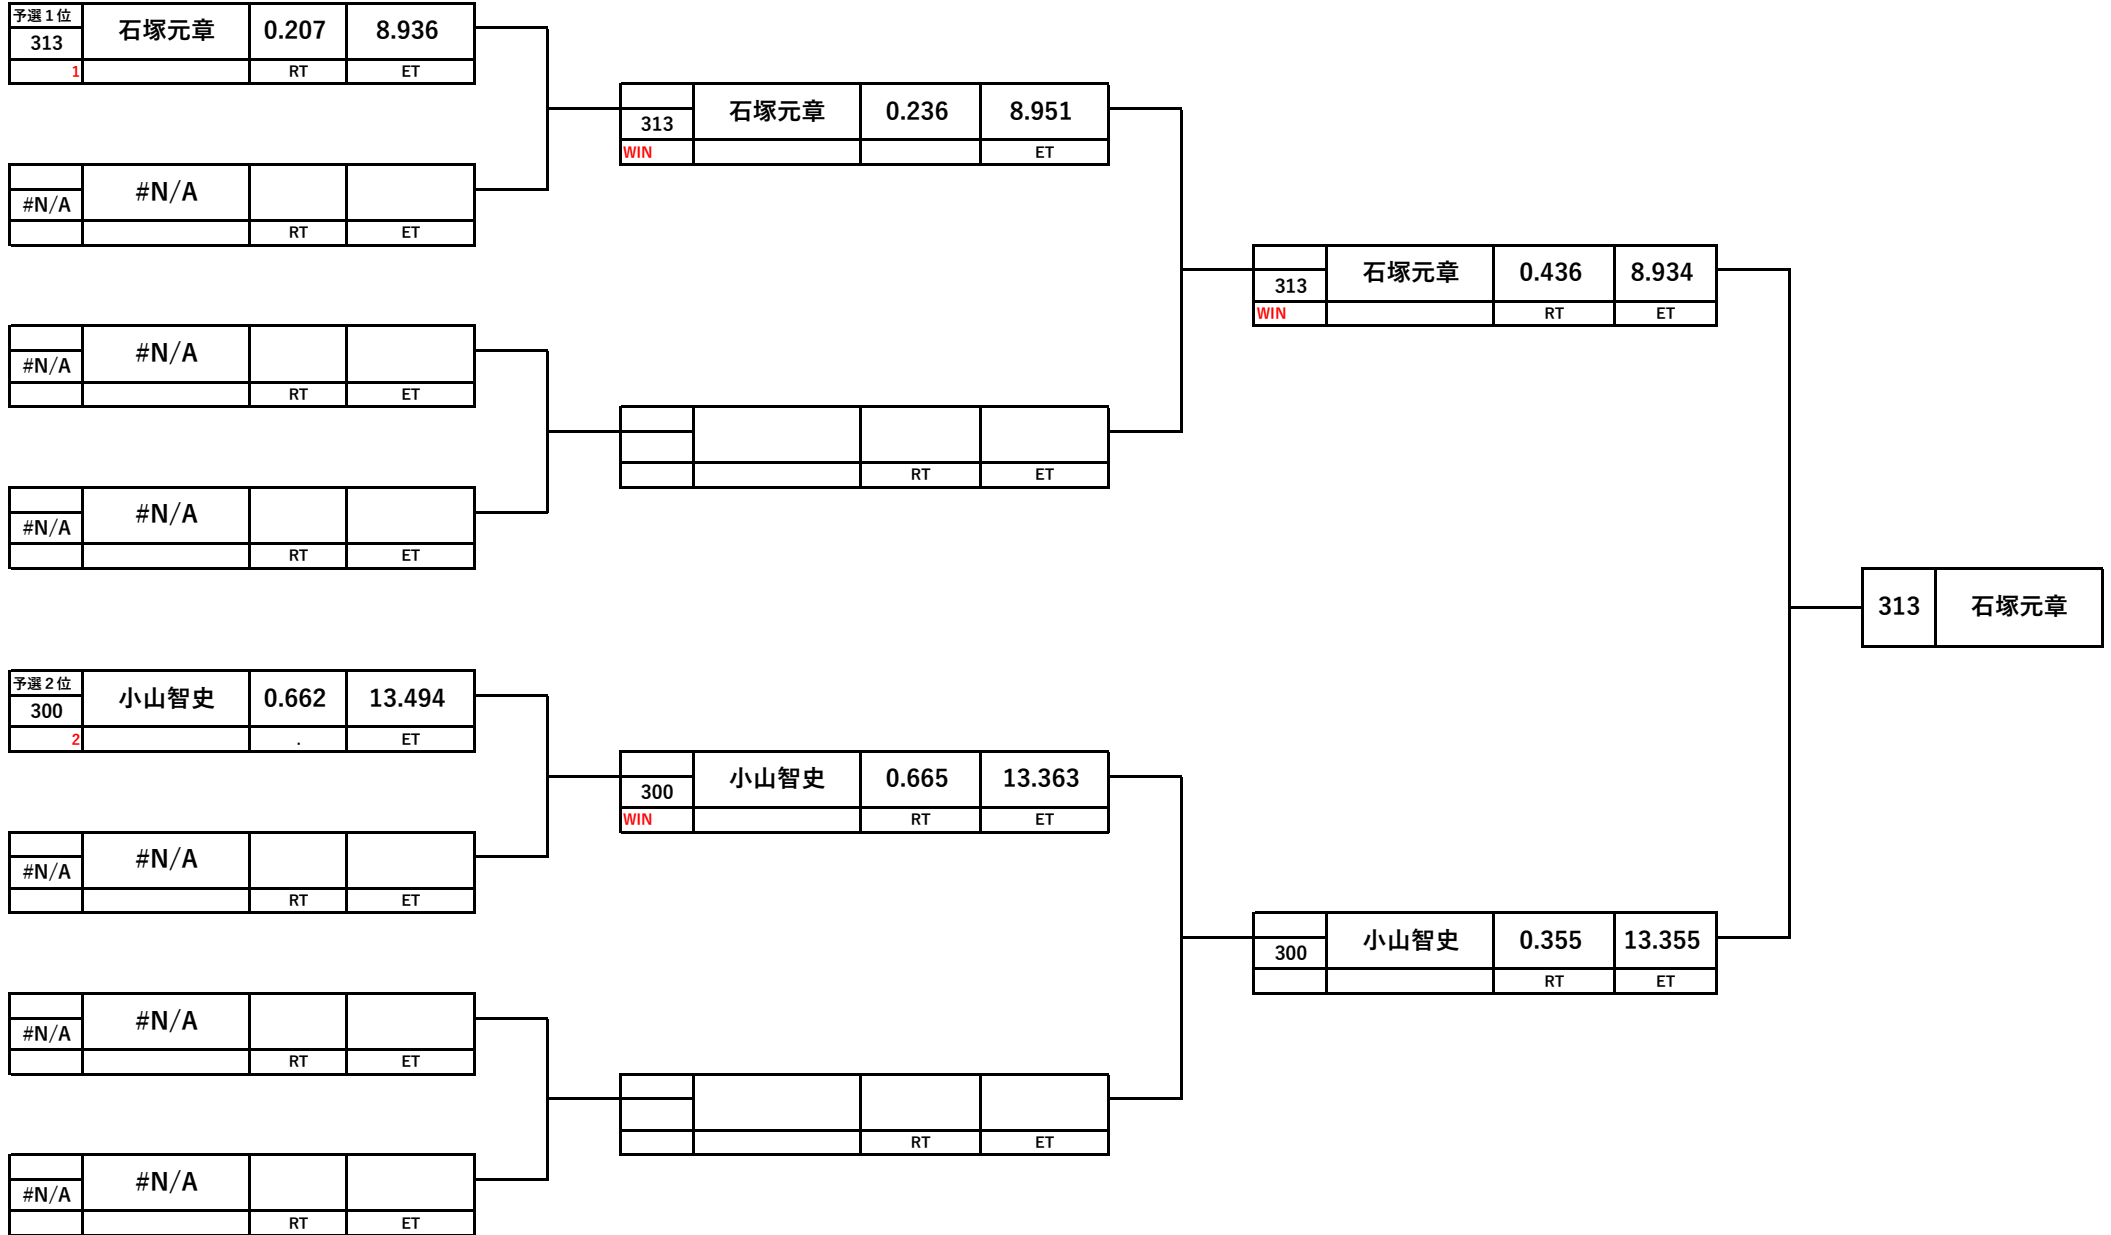 予選1位 石塚元章 0.207 8.936
313
1 RT ET
石塚元章 0.236 8.951
313
WIN ET
#N/A
#N/A
RT ET
石塚元章 0.436 8.934
313
WIN RT ET
#N/A
#N/A
RT ET
RT ET
#N/A
#N/A
RT ET
313 石塚元章
予選2位 小山智史 0.662 13.494
300
2 . ET
小山智史 0.665 13.363
300
WIN RT ET
#N/A
#N/A
RT ET
小山智史 0.355 13.355
300
RT ET
#N/A
#N/A
RT ET
RT ET
#N/A
#N/A
RT ET